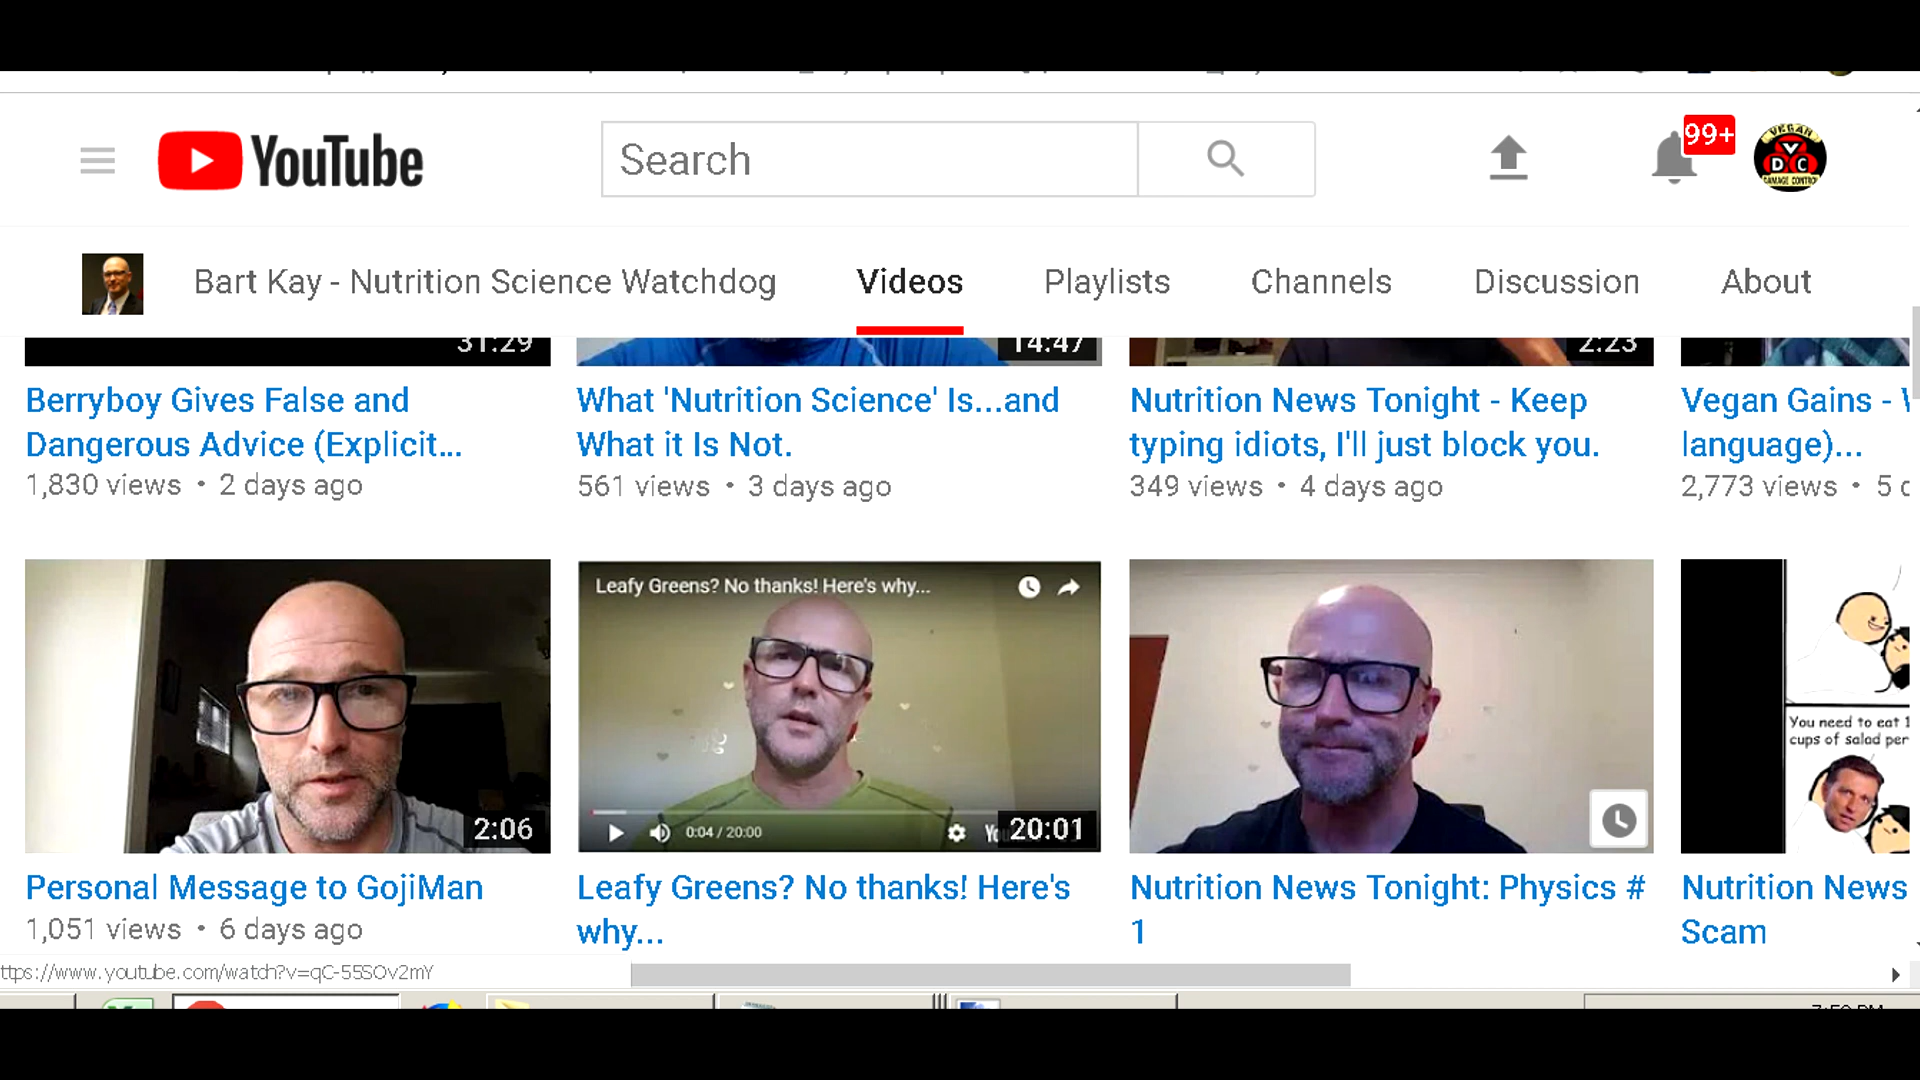 YouTube
Search
99+
VEGAN
V
D C
DAMAGE CONTROL
Bart Kay - Nutrition Science Watchdog
Videos
Playlists
Channels
Discussion
About
31:29
14:47
2:23
Berryboy Gives False and
Dangerous Advice (Explicit...
1,830 views • 2 days ago
What 'Nutrition Science' Is...and
What it Is Not.
561 views • 3 days ago
Nutrition News Tonight - Keep
typing idiots, I'll just block you.
349 views • 4 days ago
Vegan Gains -
language)...
2,773 views • 5
Leafy Greens? No thanks! Here's why...
You need to eat 1
cups of salad per
2:06
0:04 / 20:00
20:01
Personal Message to GojiMan
1,051 views • 6 days ago
Leafy Greens? No thanks! Here's
why...
Nutrition News Tonight: Physics #
1
Nutrition News
Scam
ttps://www.youtube.com/watch?v=qC-55SOv2mY